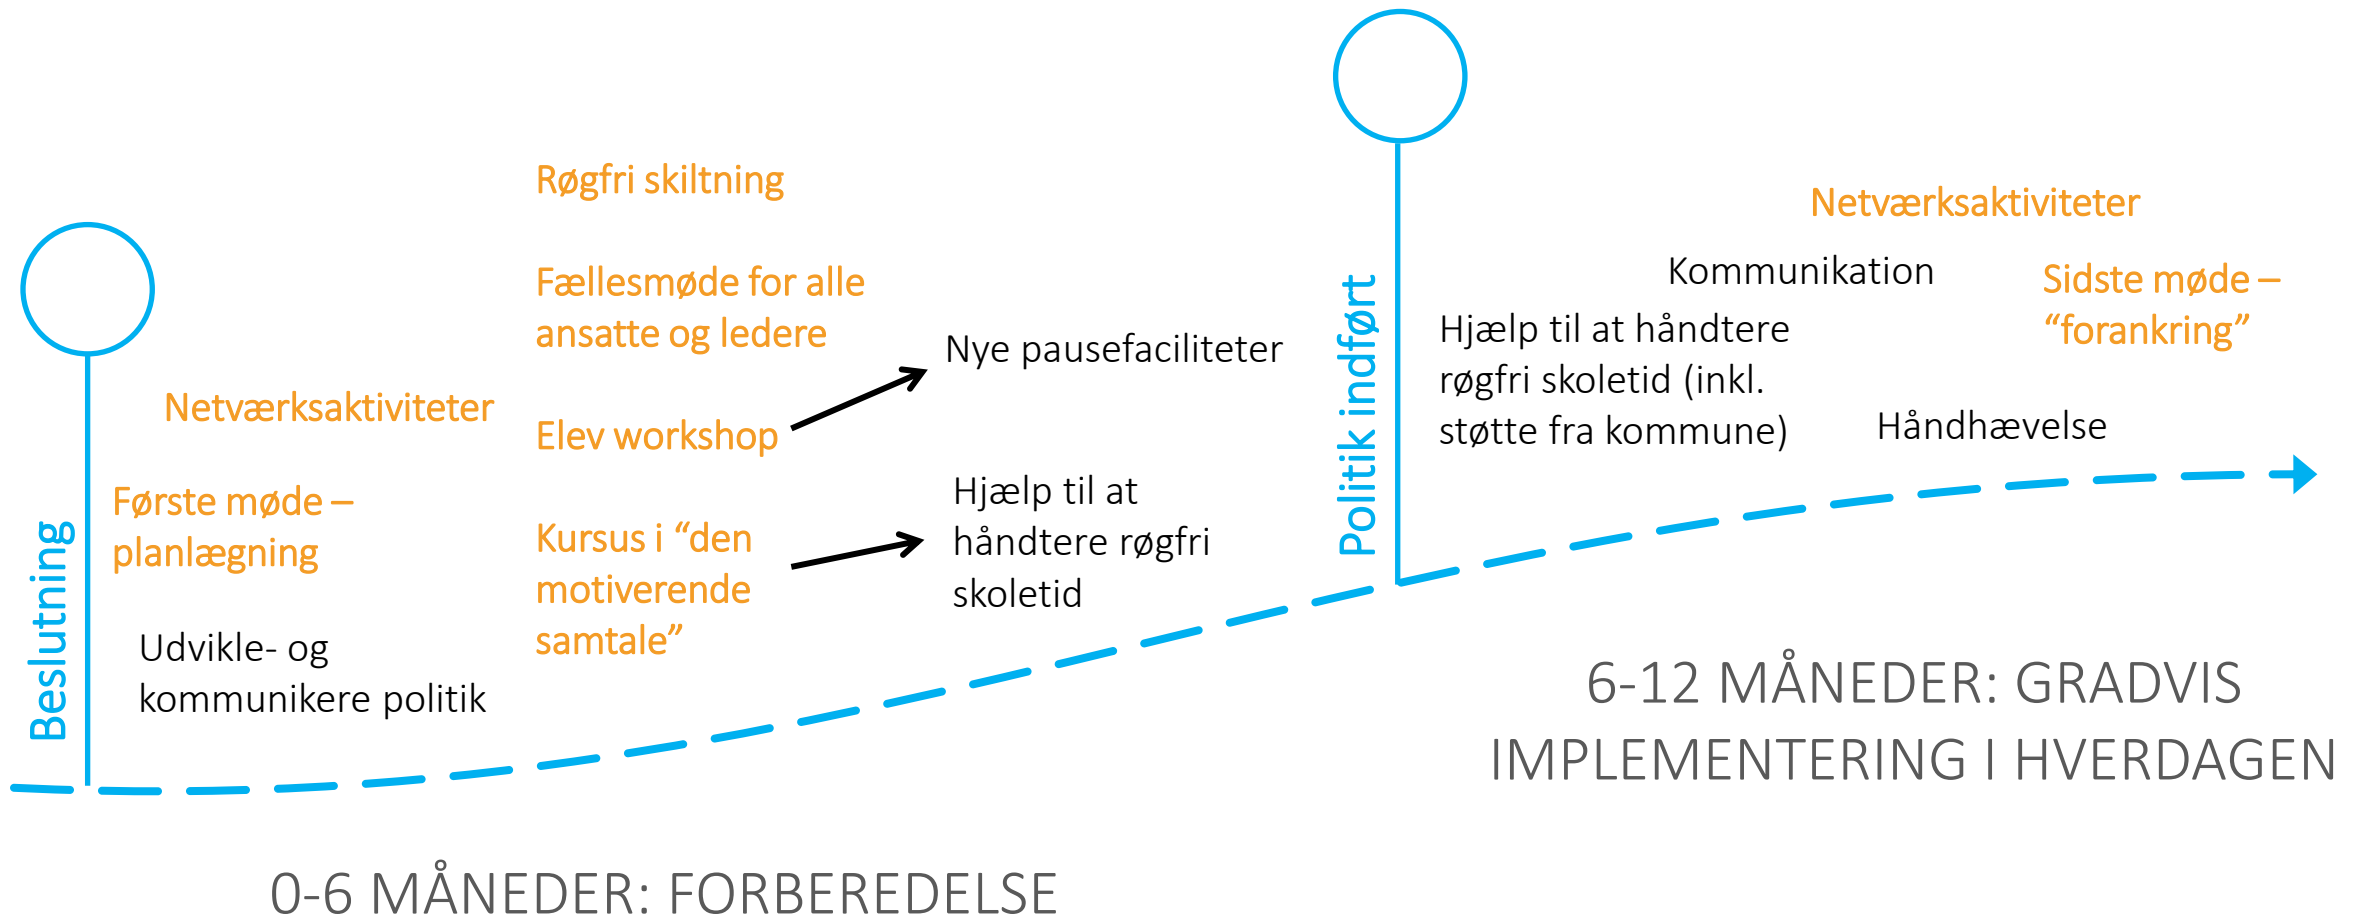 Beslutning
Netværksaktiviteter
Første møde –
planlægning
Udvikle- og
kommunikere politik
Røgfri skiltning
Fællesmøde for alle
ansatte og ledere
Elev workshop
Kursus i “den
motiverende
samtale”
Nye pausefaciliteter
Hjælp til at
håndtere røgfri
skoletid
0-6 MÅNEDER: FORBEREDELSE
Politik indført
Netværksaktiviteter
Kommunikation
Sidste møde –
“forankring”
Hjælp til at håndtere
røgfri skoletid (inkl.
støtte fra kommune)
Håndhævelse
6-12 MÅNEDER: GRADVIS
IMPLEMENTERING I HVERDAGEN